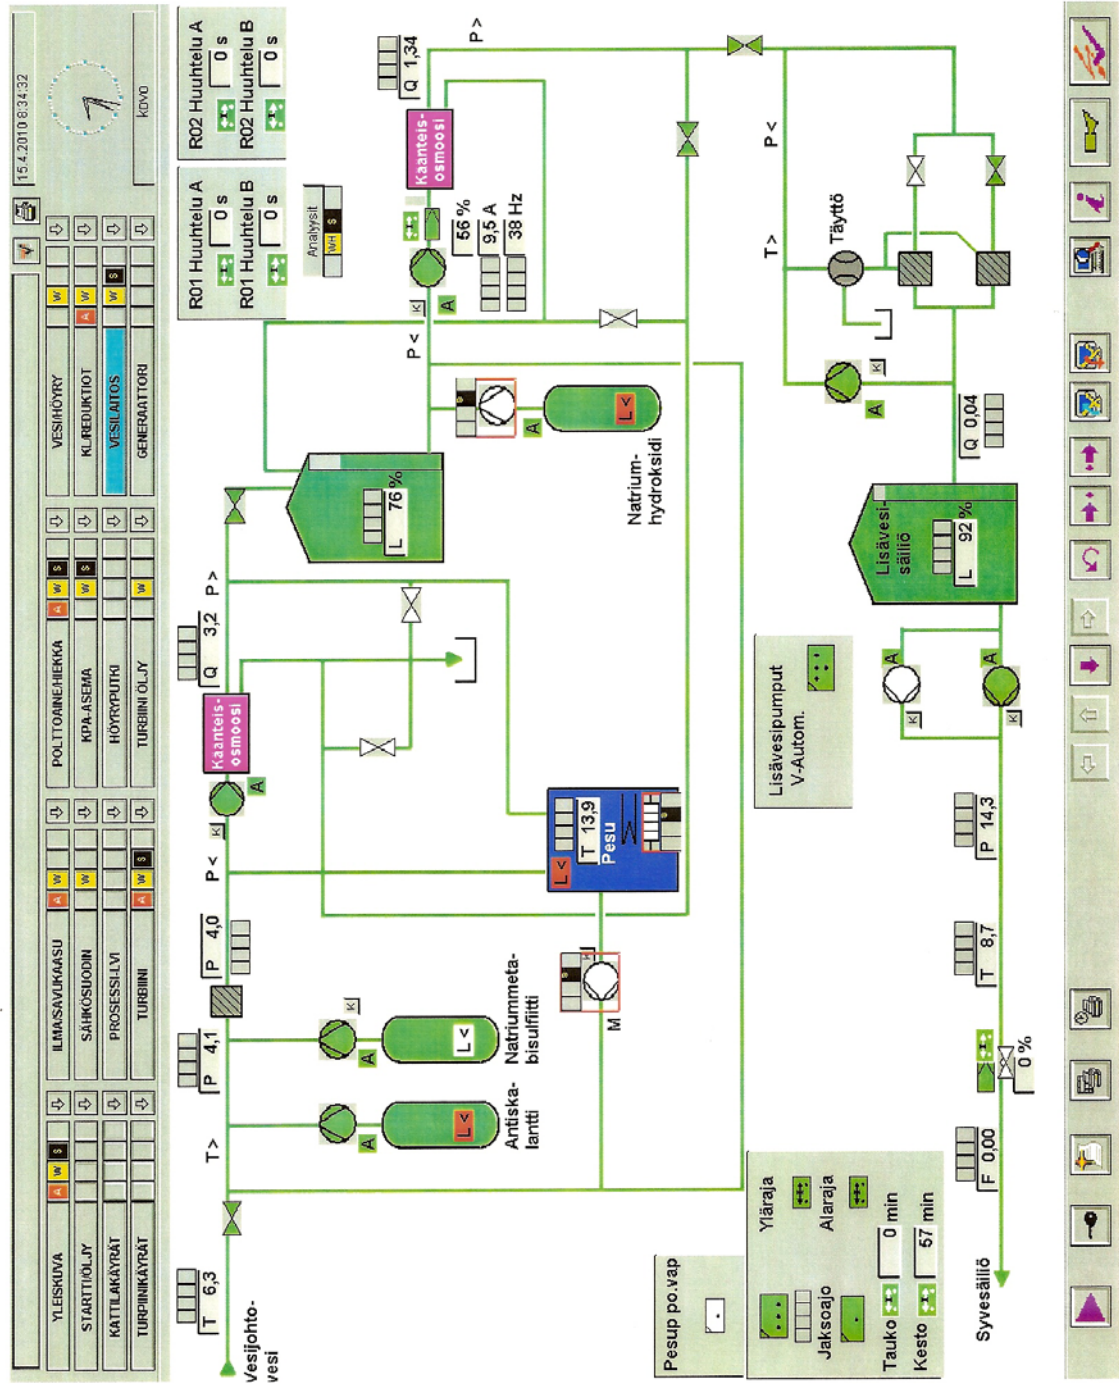 15.4.2010 8:34:32
YLEISKUVA A W S
ILMA/SAVUKAASU A W
POLTTOAINE/HIEKKA A W S
VESI/HÖYRY W
STARTTI/ÖLJY
SÄHKÖSUODIN W
KPA-ASEMA W S
KL/REDUKTIOT A W
KATTILAKÄYRÄT
PROSESSI-LVI
HÖYRYPUTKI
VESILAITOS W S
TURPIINIKÄYRÄT
TURBIINI A W S
TURBIINI ÖLJY W
GENERAATTORI
KOVO
R01 Huuhtelu A
0 s
R01 Huuhtelu B
0 s
R02 Huuhtelu A
0 s
R02 Huuhtelu B
0 s
Analyysit
WH S
T 6,3
Vesijohto-
vesi
T >
P 4,1
P 4,0
P <
K
A
Kaanteis-
osmoosi
Q 3,2
P >
L 76 %
P <
K
A
56 %
9,5 A
38 Hz
Kaanteis-
osmoosi
Q 1,34
P >
A
L <
Antiska-
lantti
K
A
L <
Natriummeta-
bisulfiitti
S
K
M
L <
T 13,9
Pesu
S
S
A
L <
Natrium-
hydroksidi
T >
P <
Täyttö
K
A
Q 0,04
Lisävesi-
säiliö
L 92 %
Lisävesipumput
V-Autom.
A
K
A
K
P 14,3
T 8,7
0 %
F 0,00
Syvesäiliö
Pesup po.vap
Yläraja
Jaksoajo
Alaraja
Tauko 0 min
Kesto 57 min